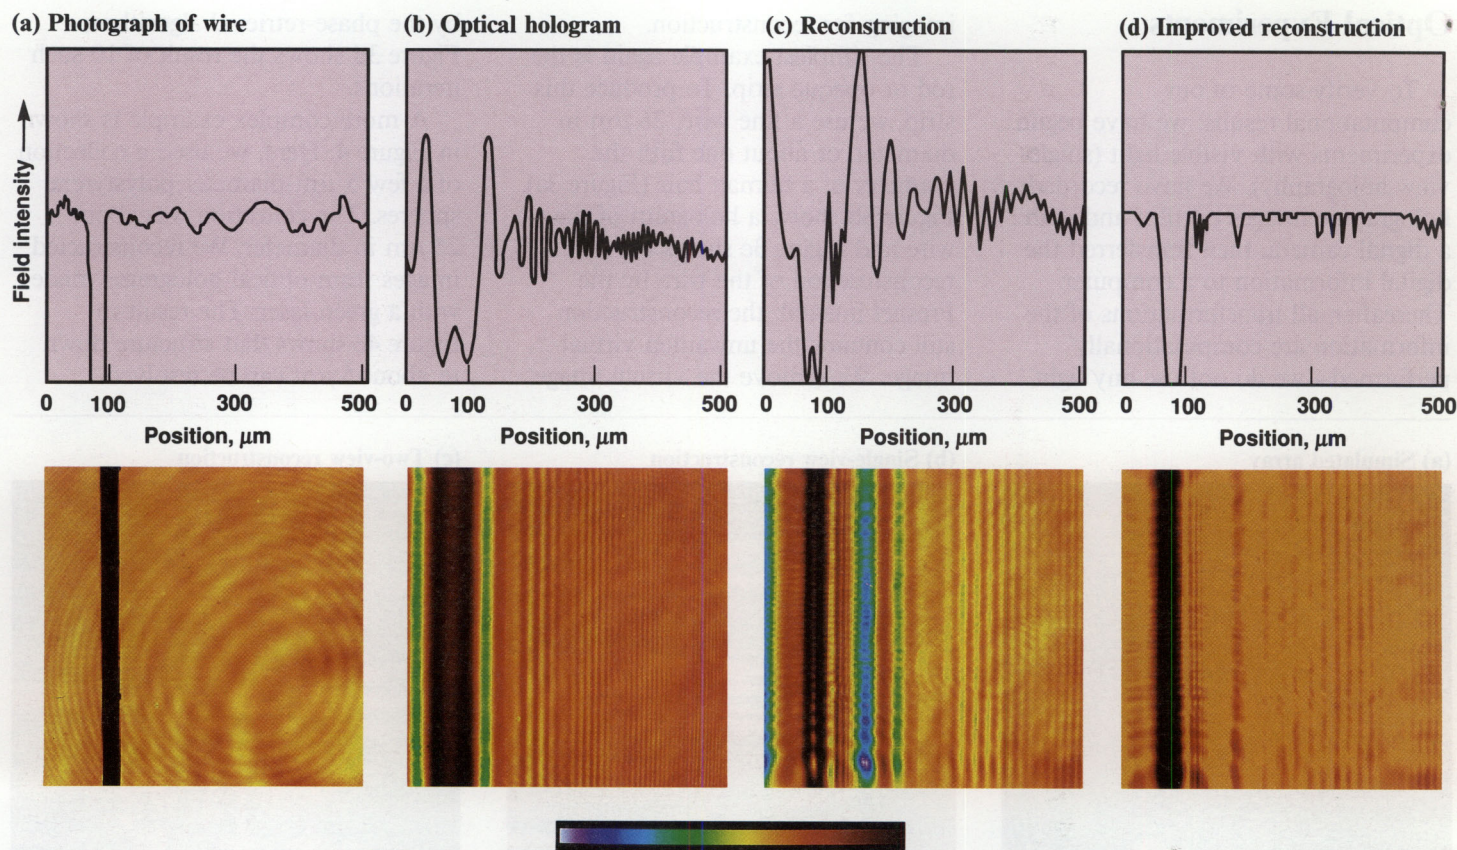 (a) Photograph of wire
(b) Optical hologram
(c) Reconstruction
(d) Improved reconstruction
Field intensity
0 100 300 500
0 100 300 500
0 100 300 500
0 100 300 500
Position, μm
Position, μm
Position, μm
Position, μm